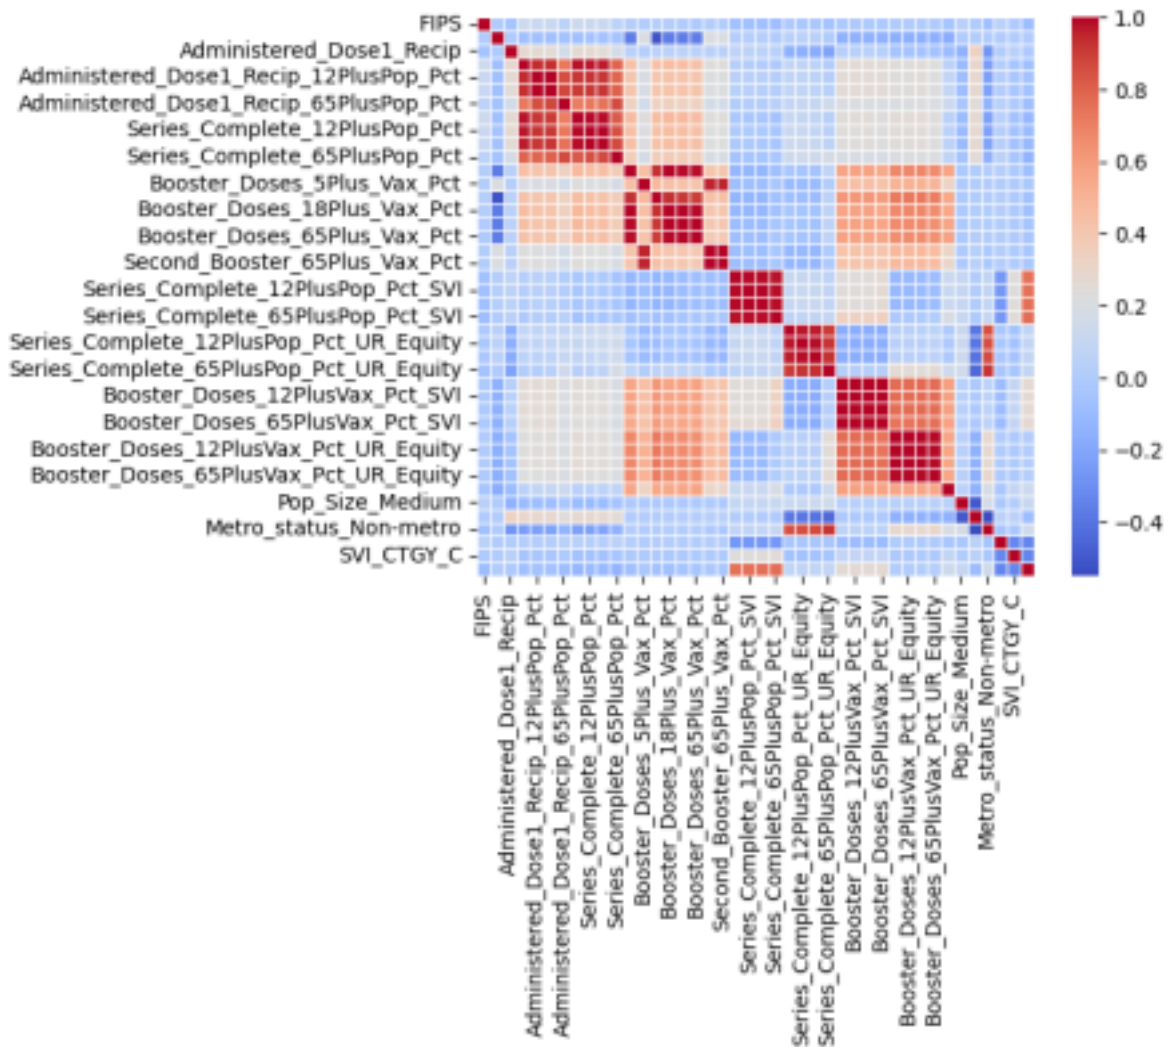 FIPS
Administered_Dose1_Recip
Administered_Dose1_Recip_12PlusPop_Pct
Administered_Dose1_Recip_65PlusPop_Pct
Series_Complete_12PlusPop_Pct
Series_Complete_65PlusPop_Pct
Booster_Doses_5Plus_Vax_Pct
Booster_Doses_18Plus_Vax_Pct
Booster_Doses_65Plus_Vax_Pct
Second_Booster_65Plus_Vax_Pct
Series_Complete_12PlusPop_Pct_SVI
Series_Complete_65PlusPop_Pct_SVI
Series_Complete_12PlusPop_Pct_UR_Equity
Series_Complete_65PlusPop_Pct_UR_Equity
Booster_Doses_12PlusVax_Pct_SVI
Booster_Doses_65PlusVax_Pct_SVI
Booster_Doses_12PlusVax_Pct_UR_Equity
Booster_Doses_65PlusVax_Pct_UR_Equity
Pop_Size_Medium
Metro_status_Non-metro
SVI_CTGY_C
1.0
0.8
0.6
0.4
0.2
0.0
−0.2
−0.4
FIPS
Administered_Dose1_Recip
Administered_Dose1_Recip_12PlusPop_Pct
Administered_Dose1_Recip_65PlusPop_Pct
Series_Complete_12PlusPop_Pct
Series_Complete_65PlusPop_Pct
Booster_Doses_5Plus_Vax_Pct
Booster_Doses_18Plus_Vax_Pct
Booster_Doses_65Plus_Vax_Pct
Second_Booster_65Plus_Vax_Pct
Series_Complete_12PlusPop_Pct_SVI
Series_Complete_65PlusPop_Pct_SVI
Series_Complete_12PlusPop_Pct_UR_Equity
Series_Complete_65PlusPop_Pct_UR_Equity
Booster_Doses_12PlusVax_Pct_SVI
Booster_Doses_65PlusVax_Pct_SVI
Booster_Doses_12PlusVax_Pct_UR_Equity
Booster_Doses_65PlusVax_Pct_UR_Equity
Pop_Size_Medium
Metro_status_Non-metro
SVI_CTGY_C